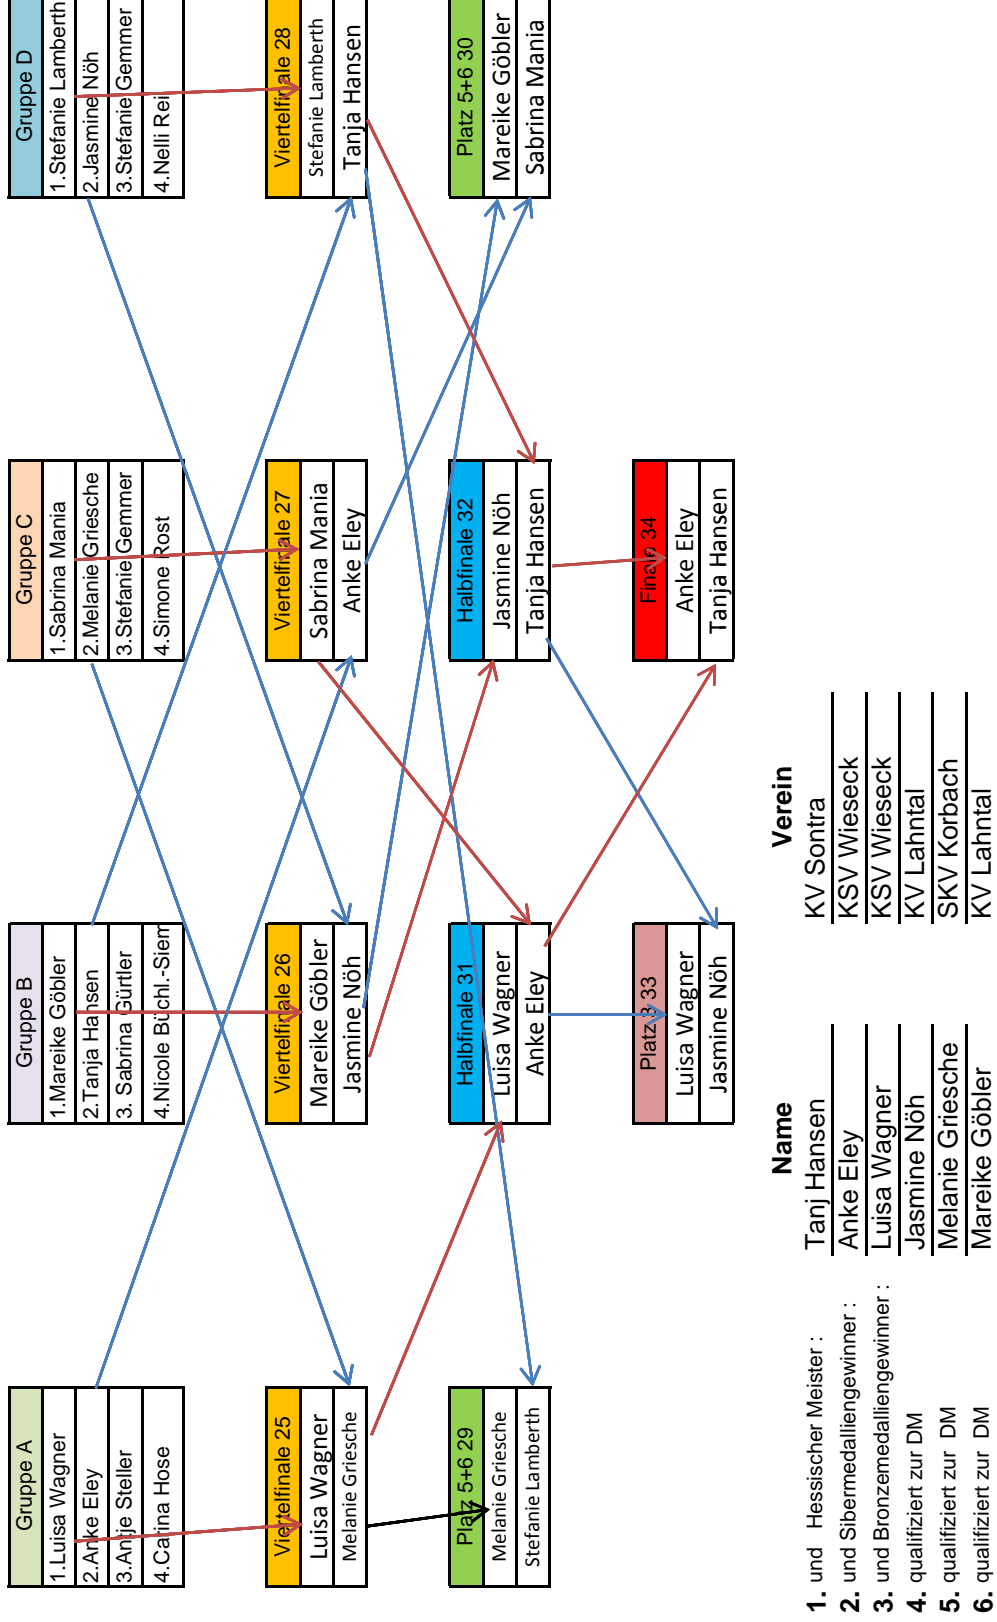 Gruppe A
1.Luisa Wagner
2.Anke Eley
3.Antje Steller
4.Carina Hose
Gruppe B
1.Mareike Göbler
2.Tanja Hansen
3. Sabrina Gürtler
4.Nicole Büchl.-Siem
Gruppe C
1.Sabrina Mania
2.Melanie Griesche
3.Stefanie Gemmer
4.Simone Rost
Gruppe D
1.Stefanie Lamberth
2.Jasmine Nöh
3.Stefanie Gemmer
4.Nelli Rei
Viertelfinale 25
Luisa Wagner
Melanie Griesche
Viertelfinale 26
Mareike Göbler
Jasmine Nöh
Viertelfinale 27
Sabrina Mania
Anke Eley
Viertelfinale 28
Stefanie Lamberth
Tanja Hansen
Platz 5+6 29
Melanie Griesche
Stefanie Lamberth
Halbfinale 31
Luisa Wagner
Anke Eley
Halbfinale 32
Jasmine Nöh
Tanja Hansen
Platz 5+6 30
Mareike Göbler
Sabrina Mania
Platz 3 33
Luisa Wagner
Jasmine Nöh
Finale 34
Anke Eley
Tanja Hansen
Name Verein
1. und Hessischer Meister : Tanj Hansen KV Sontra
2. und Sibermedalliengewinner : Anke Eley KSV Wieseck
3. und Bronzemedalliengewinner : Luisa Wagner KSV Wieseck
4. qualifiziert zur DM Jasmine Nöh KV Lahntal
5. qualifiziert zur DM Melanie Griesche SKV Korbach
6. qualifiziert zur DM Mareike Göbler KV Lahntal